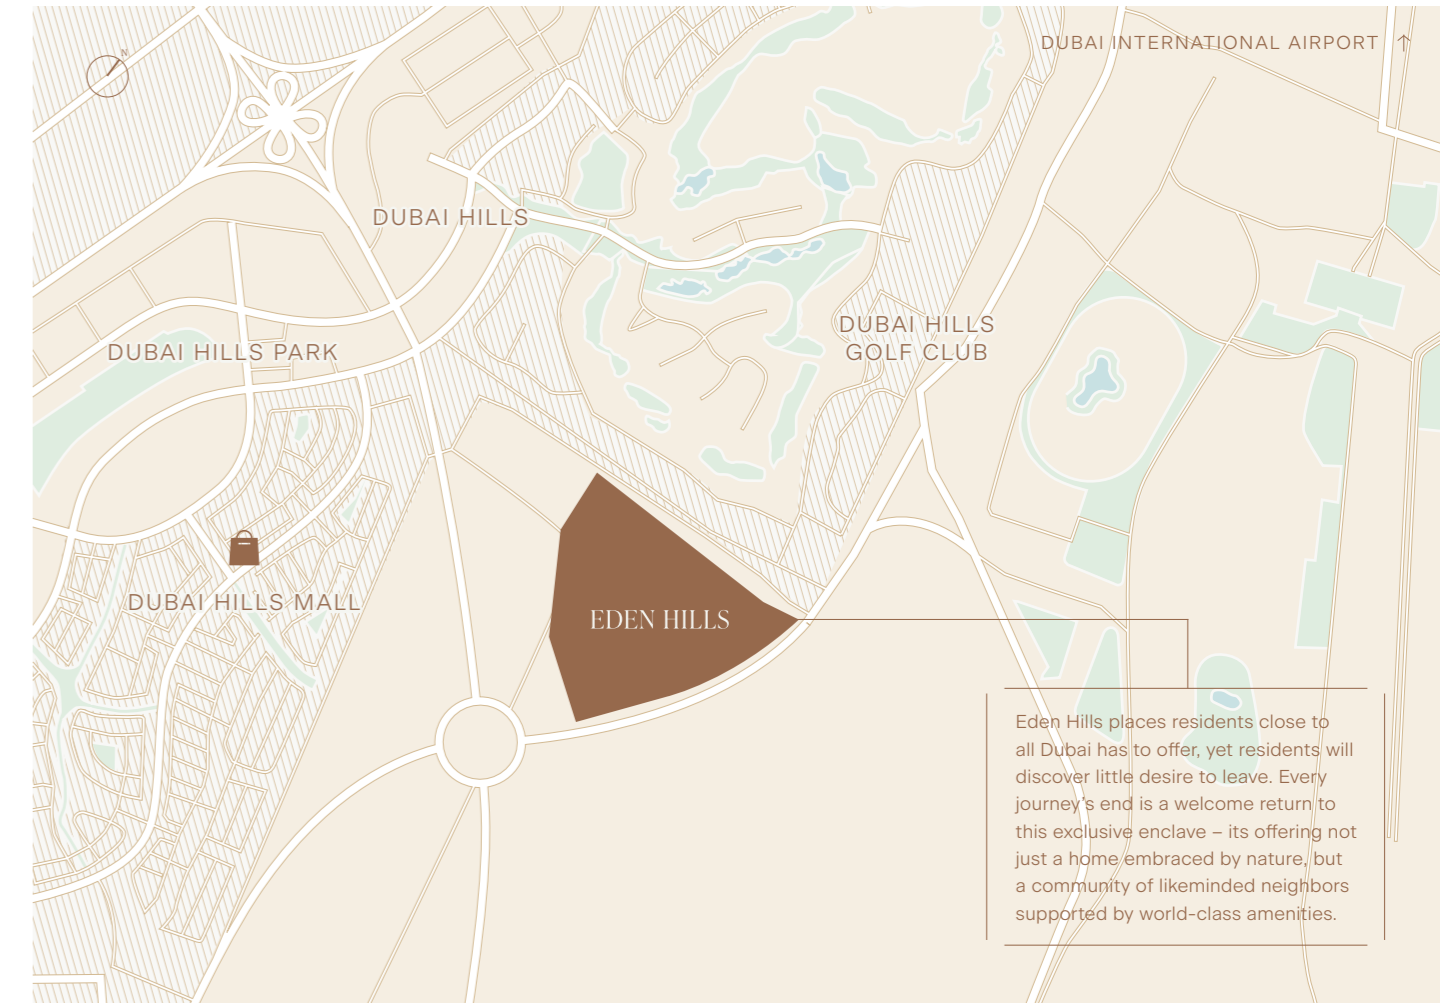 N
DUBAI INTERNATIONAL AIRPORT ↑
DUBAI HILLS
DUBAI HILLS
GOLF CLUB
DUBAI HILLS PARK
DUBAI HILLS MALL
EDEN HILLS
Eden Hills places residents close to
all Dubai has to offer, yet residents will
discover little desire to leave. Every
journey's end is a welcome return to
this exclusive enclave – its offering not
just a home embraced by nature, but
a community of likeminded neighbors
supported by world-class amenities.